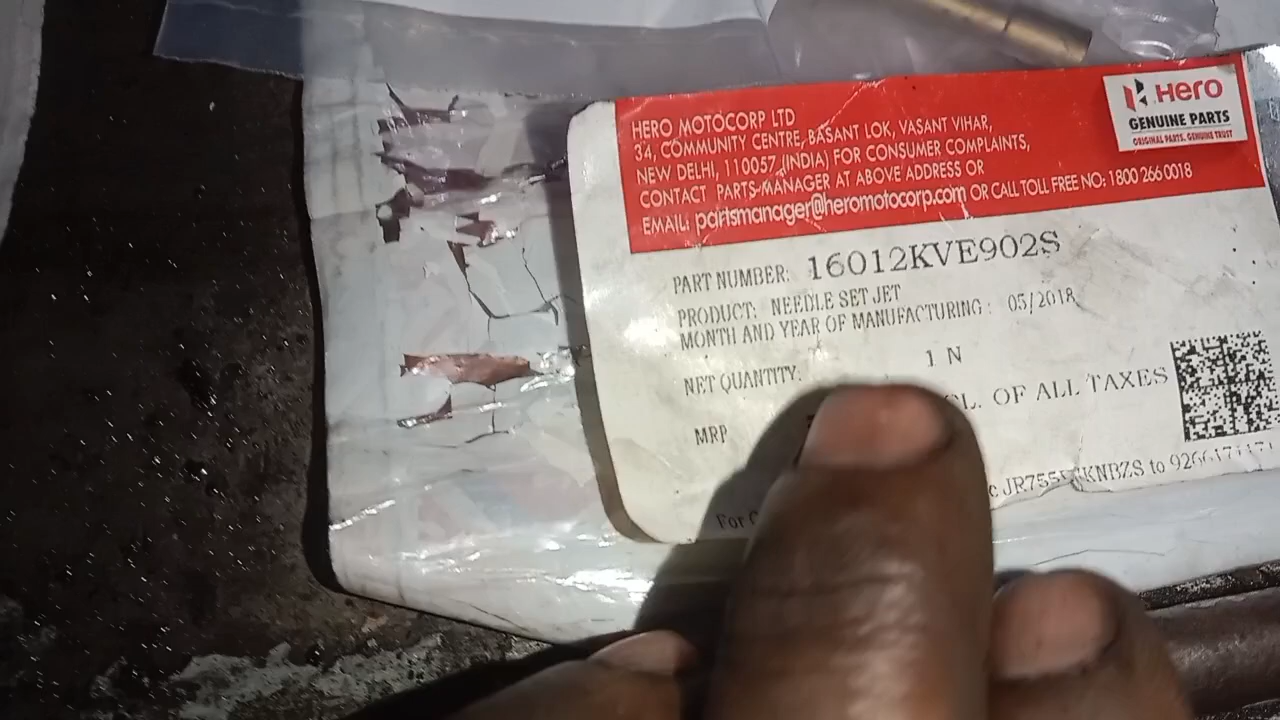 HERO MOTOCORP LTD
34, COMMUNITY CENTRE, BASANT LOK, VASANT VIHAR,
NEW DELHI, 110057 (INDIA) FOR CONSUMER COMPLAINTS,
CONTACT PARTS-MANAGER AT ABOVE ADDRESS OR
EMAIL: partsmanager@heromotocorp.com OR CALL TOLL FREE NO: 1800 266 0018
Hero
GENUINE PARTS
ORIGINAL PARTS. GENUINE TRUST
PART NUMBER: 16012KVE902S
PRODUCT: NEEDLE SET JET
MONTH AND YEAR OF MANUFACTURING : 05/2018
NET QUANTITY: 1 N
MRP OF ALL TAXES
For to